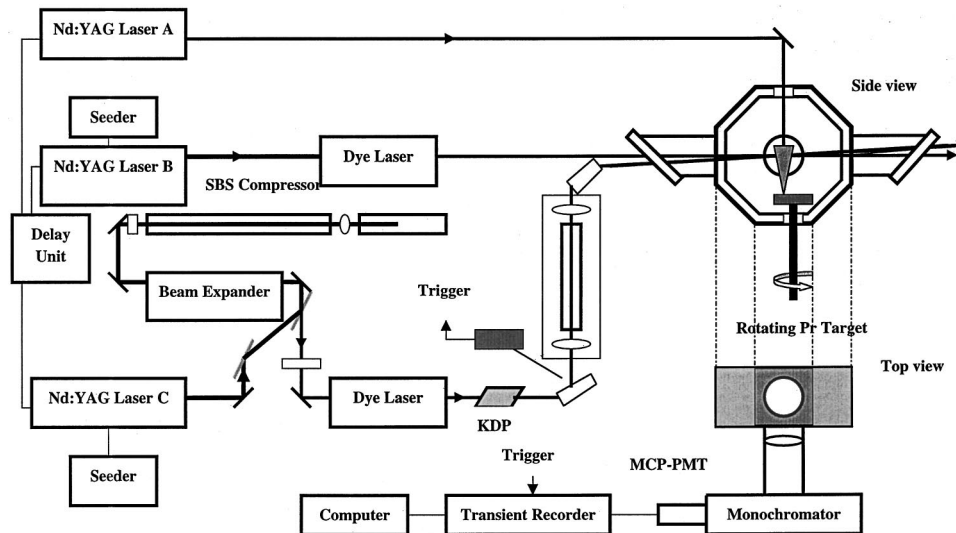 Nd:YAG Laser A
Side view
Seeder
Nd:YAG Laser B
Dye Laser
SBS Compressor
Delay
Unit
Beam Expander
Trigger
Rotating Pr Target
Top view
Nd:YAG Laser C
Dye Laser
KDP
Seeder
Trigger
MCP-PMT
Computer
Transient Recorder
Monochromator